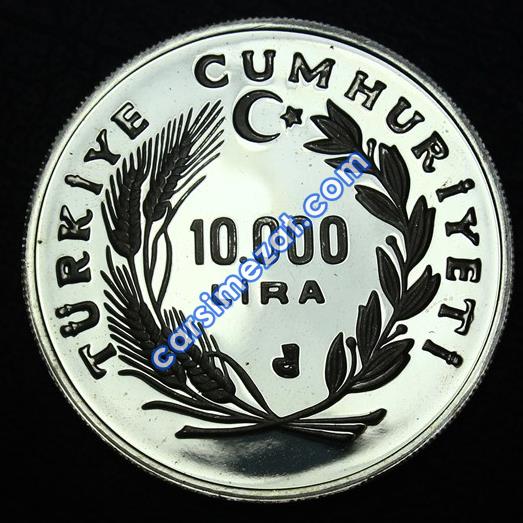 TÜRKİYE CUMHURİYETİ
10.000
LİRA
carsimezat.com